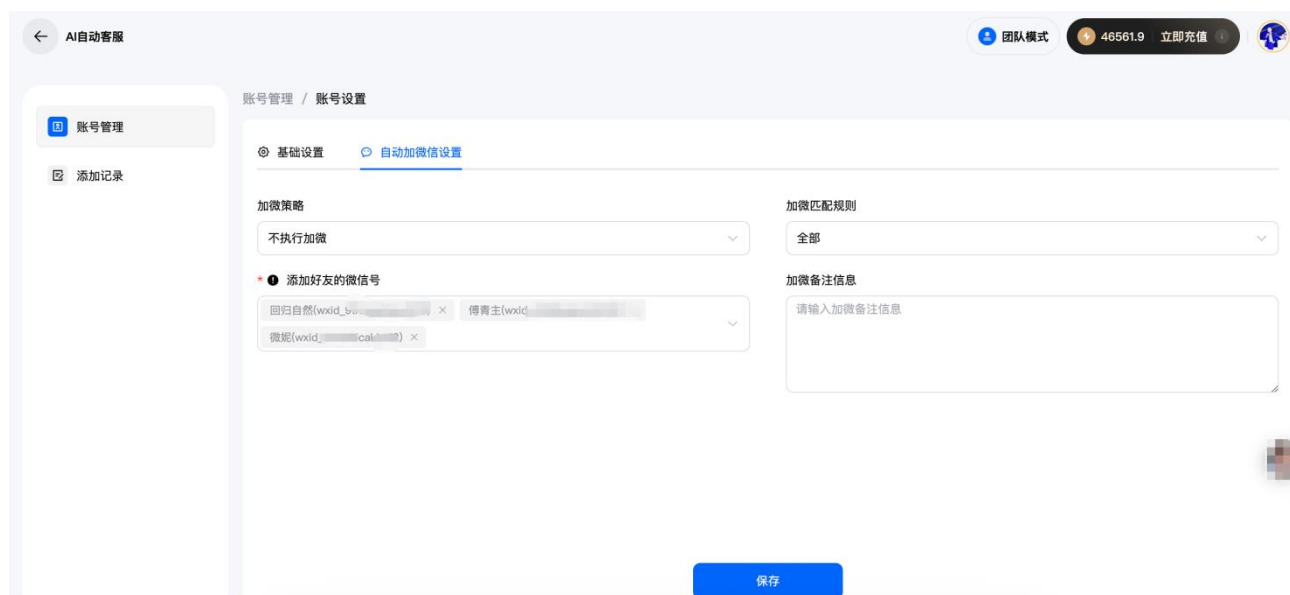 AI自动客服
团队模式
46561.9 立即充值
账号管理
添加记录
账号管理 / 账号设置
基础设置 自动加微信设置
加微策略 加微匹配规则
不执行加微 全部
* 添加好友的微信号 加微备注信息
回归自然(wxid_ × 傅青主(wxid 请输入加微备注信息
微妮(wxid_ ) ×
保存